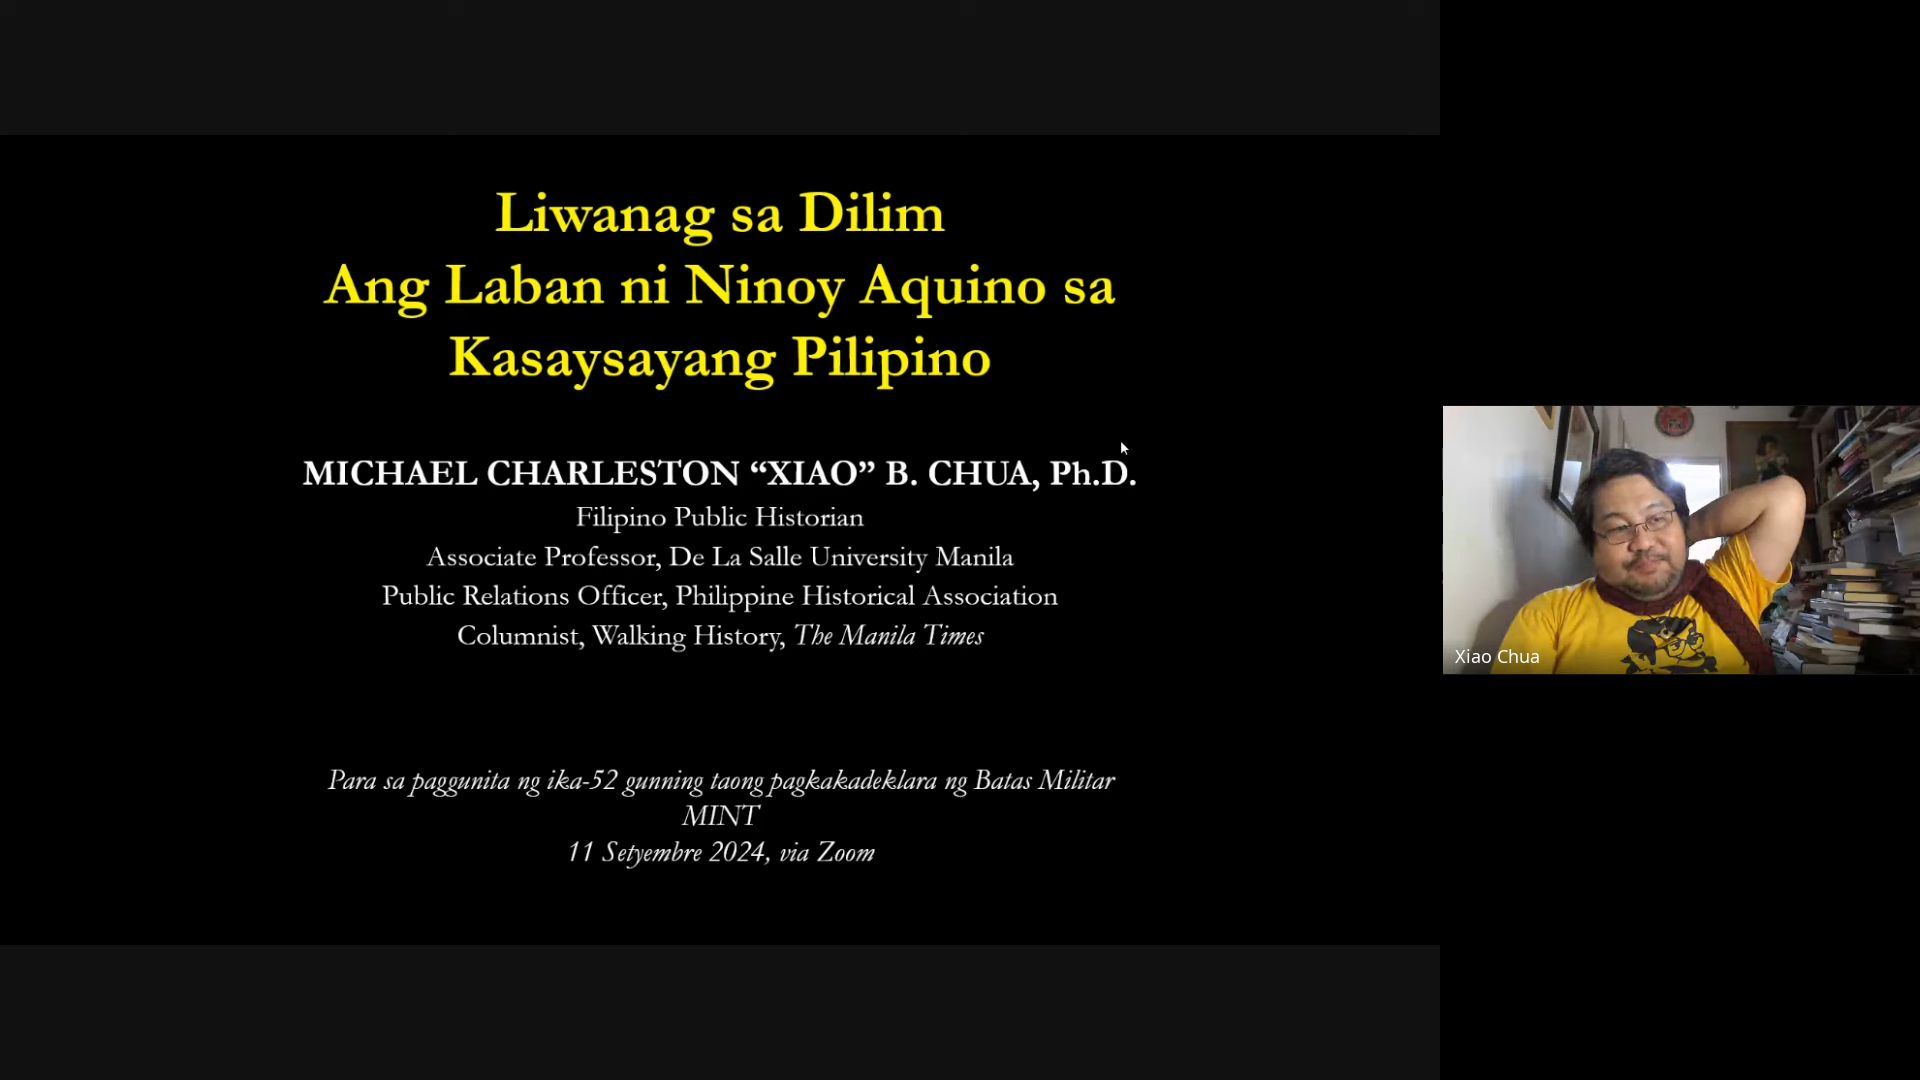 Liwanag sa Dilim
Ang Laban ni Ninoy Aquino sa
Kasaysayang Pilipino
MICHAEL CHARLESTON “XIAO” B. CHUA, Ph.D.
Filipino Public Historian
Associate Professor, De La Salle University Manila
Public Relations Officer, Philippine Historical Association
Columnist, Walking History, The Manila Times
Para sa paggunita ng ika-52 gunning taong pagkakadeklara ng Batas Militar
MINT
11 Setyembre 2024, via Zoom
Xiao Chua